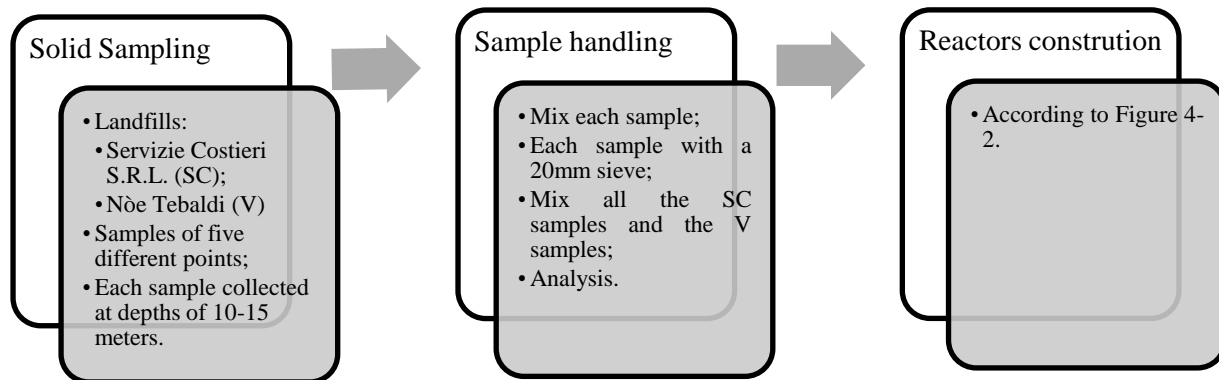 Solid Sampling
• Landfills:
• Servizie Costieri
S.R.L. (SC);
• Nòe Tebaldi (V)
• Samples of five
different points;
• Each sample collected
at depths of 10-15
meters.
Sample handling
• Mix each sample;
• Each sample with a
20mm sieve;
• Mix all the SC
samples and the V
samples;
• Analysis.
Reactors constrution
• According to Figure 4-
2.